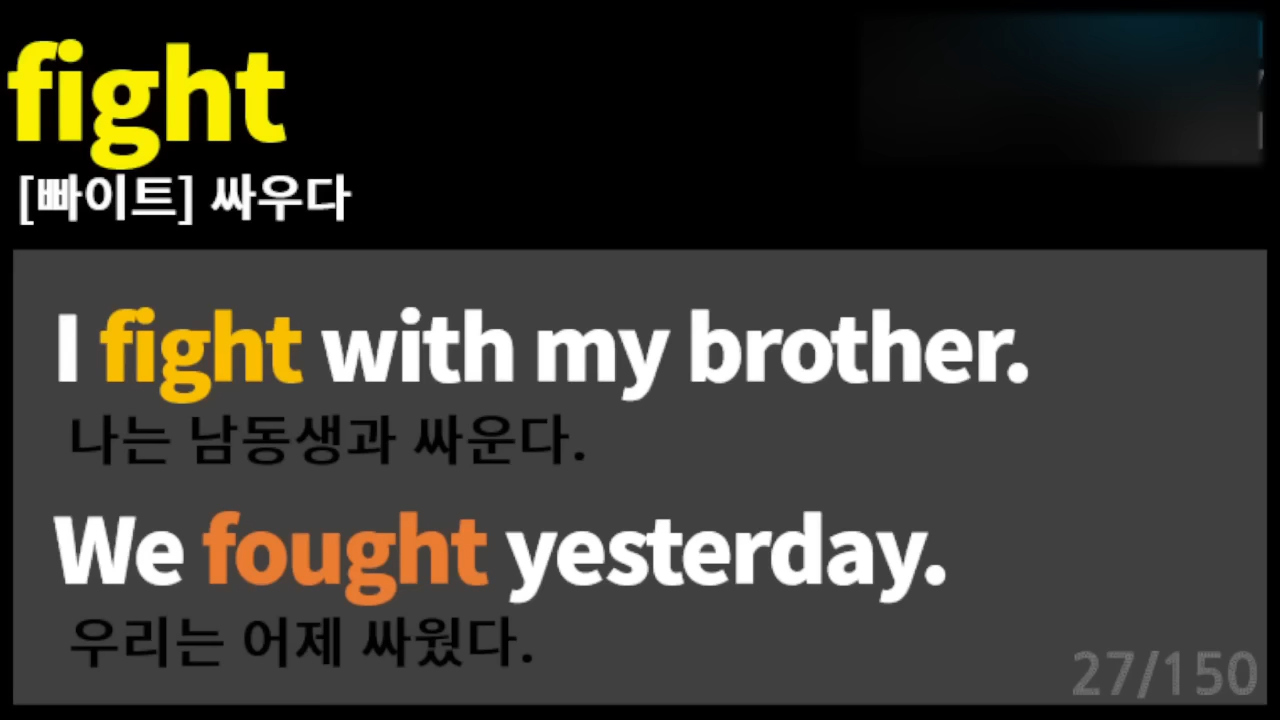 fight
[빠이트] 싸우다
I fight with my brother.
나는 남동생과 싸운다.
We fought yesterday.
우리는 어제 싸웠다.
27/150